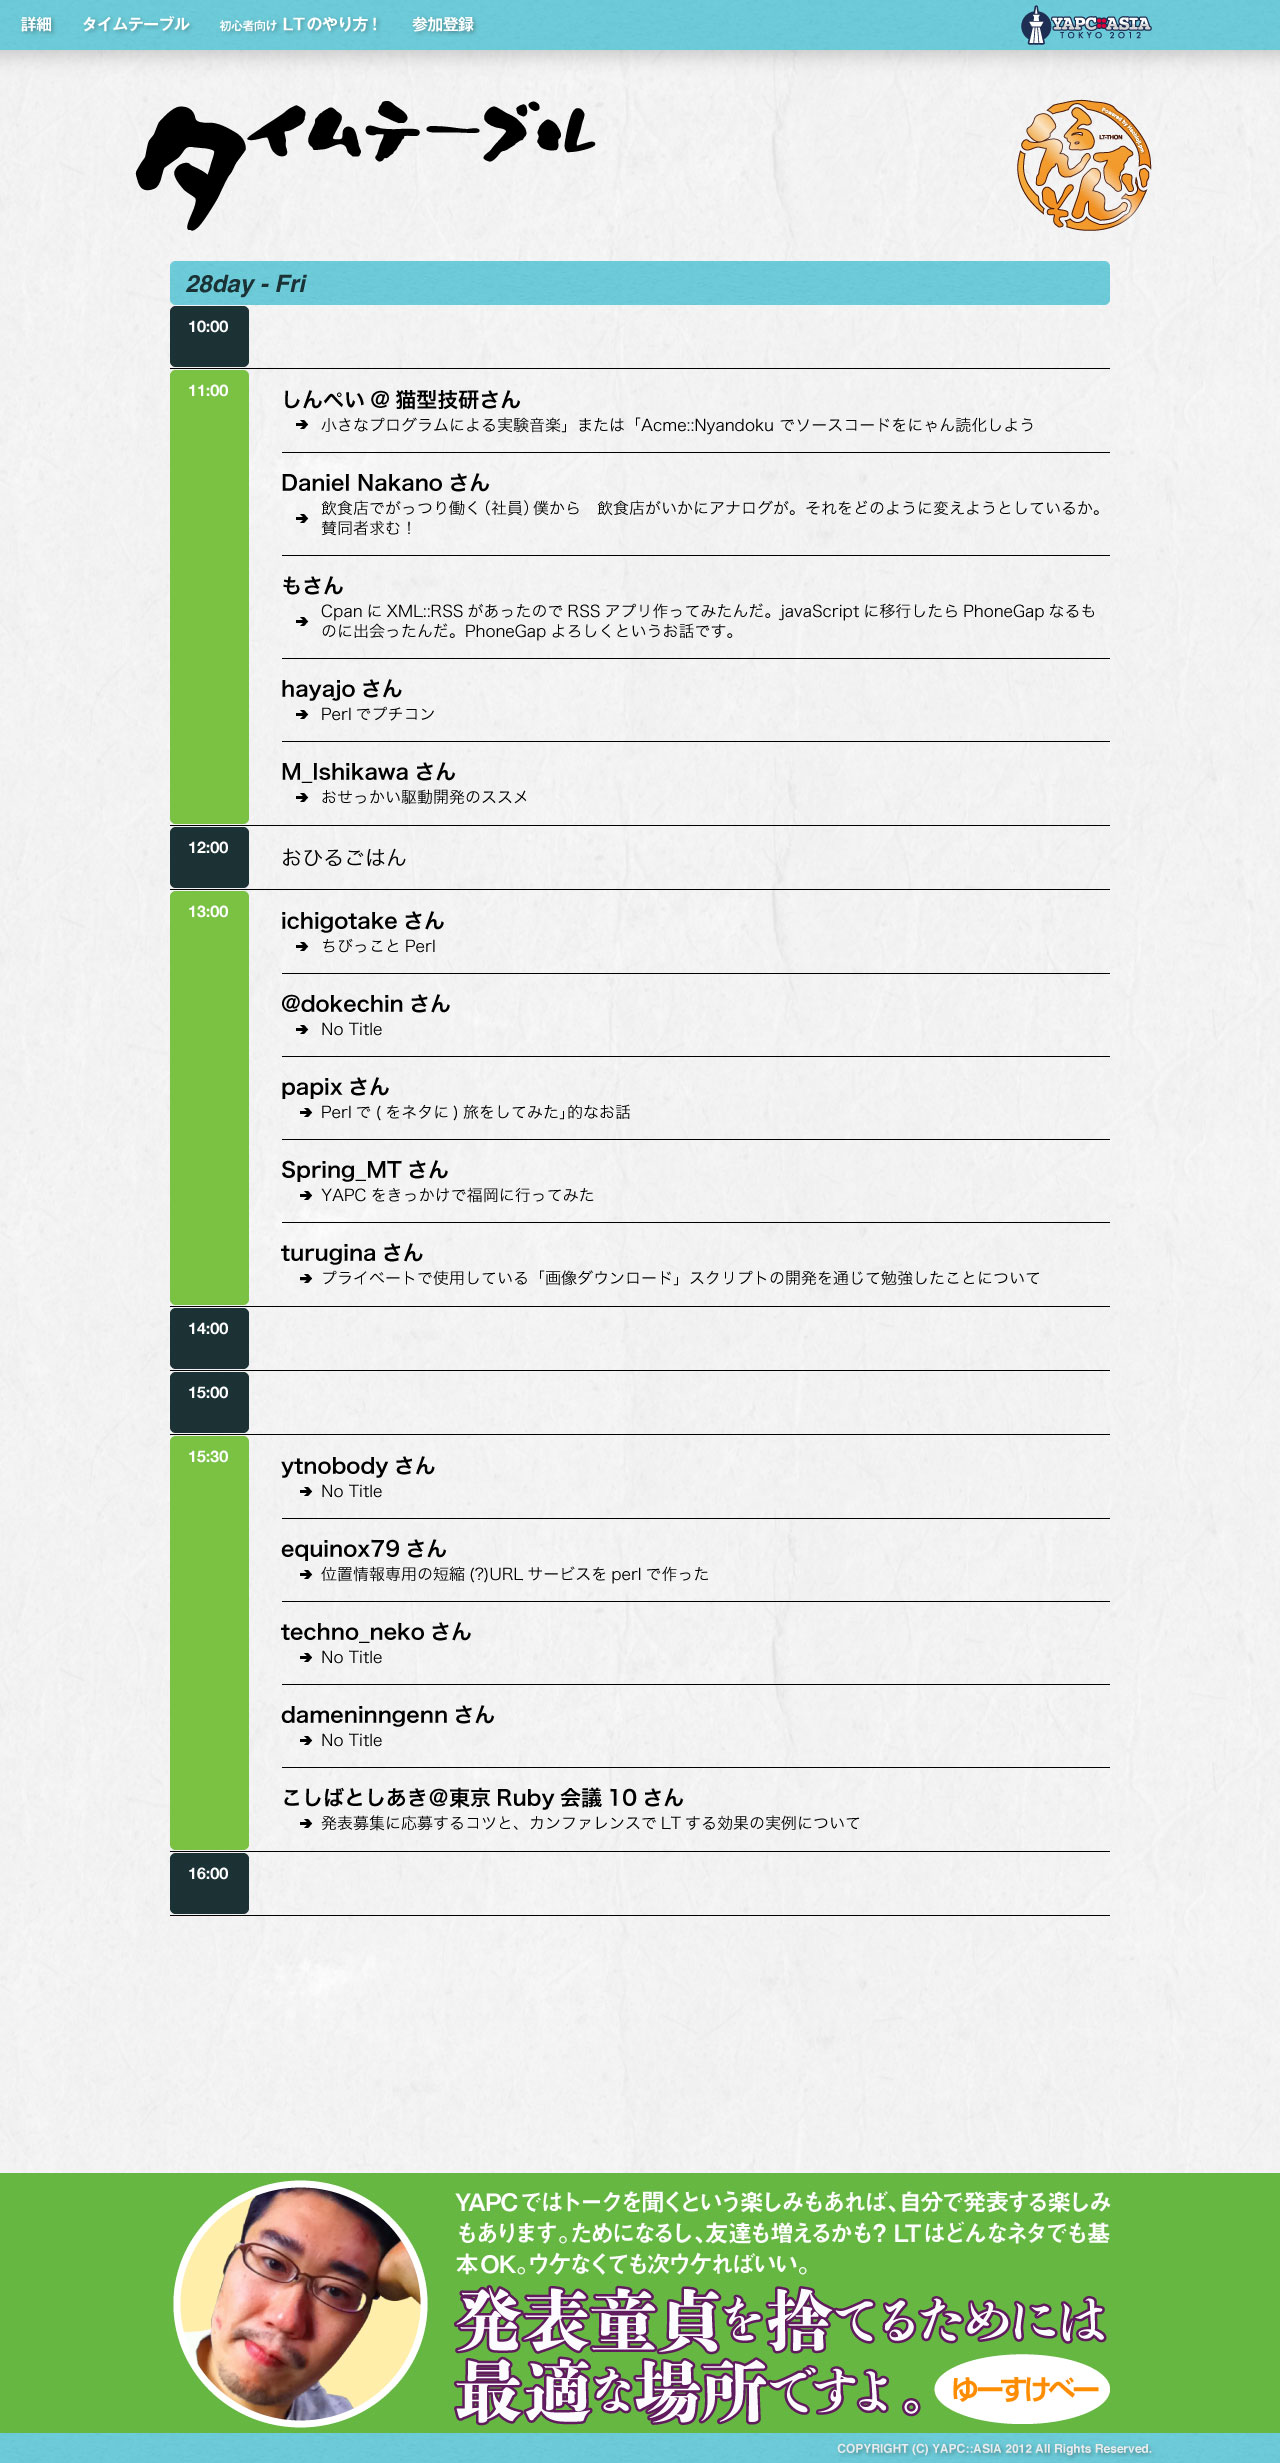 詳細 タイムテーブル 初心者向け LTのやり方！ 参加登録
YAPC::ASIA
TOKYO 2012
タイムテーブル
LT-THON
28day - Fri
10:00
11:00
しんぺい @ 猫型技研さん
➔ 小さなプログラムによる実験音楽」または「Acme::Nyandoku でソースコードをにゃん読化しよう
Daniel Nakano さん
➔ 飲食店でがっつり働く（社員）僕から　飲食店がいかにアナログが。それをどのように変えようとしているか。
賛同者求む！
もさん
➔ Cpan に XML::RSS があったので RSS アプリ作ってみたんだ。javaScript に移行したら PhoneGap なるも
のに出会ったんだ。PhoneGap よろしくというお話です。
hayajo さん
➔ Perl でプチコン
M_Ishikawa さん
➔ おせっかい駆動開発のススメ
12:00
おひるごはん
13:00
ichigotake さん
➔ ちびっこと Perl
@dokechin さん
➔ No Title
papix さん
➔ Perl で ( をネタに ) 旅をしてみた」的なお話
Spring_MT さん
➔ YAPC をきっかけで福岡に行ってみた
turugina さん
➔ プライベートで使用している「画像ダウンロード」スクリプトの開発を通じて勉強したことについて
14:00
15:00
15:30
ytnobody さん
➔ No Title
equinox79 さん
➔ 位置情報専用の短縮 (?)URL サービスを perl で作った
techno_neko さん
➔ No Title
dameninngenn さん
➔ No Title
こしばとしあき＠東京 Ruby 会議 10 さん
➔ 発表募集に応募するコツと、カンファレンスで LT する効果の実例について
16:00
YAPCではトークを聞くという楽しみもあれば、自分で発表する楽しみ
もあります。ためになるし、友達も増えるかも? LTはどんなネタでも基
本OK。ウケなくても次ウケればいい。
発表童貞を捨てるためには
最適な場所ですよ。
ゆーすけべー
COPYRIGHT (C) YAPC::ASIA 2012 All Rights Reserved.